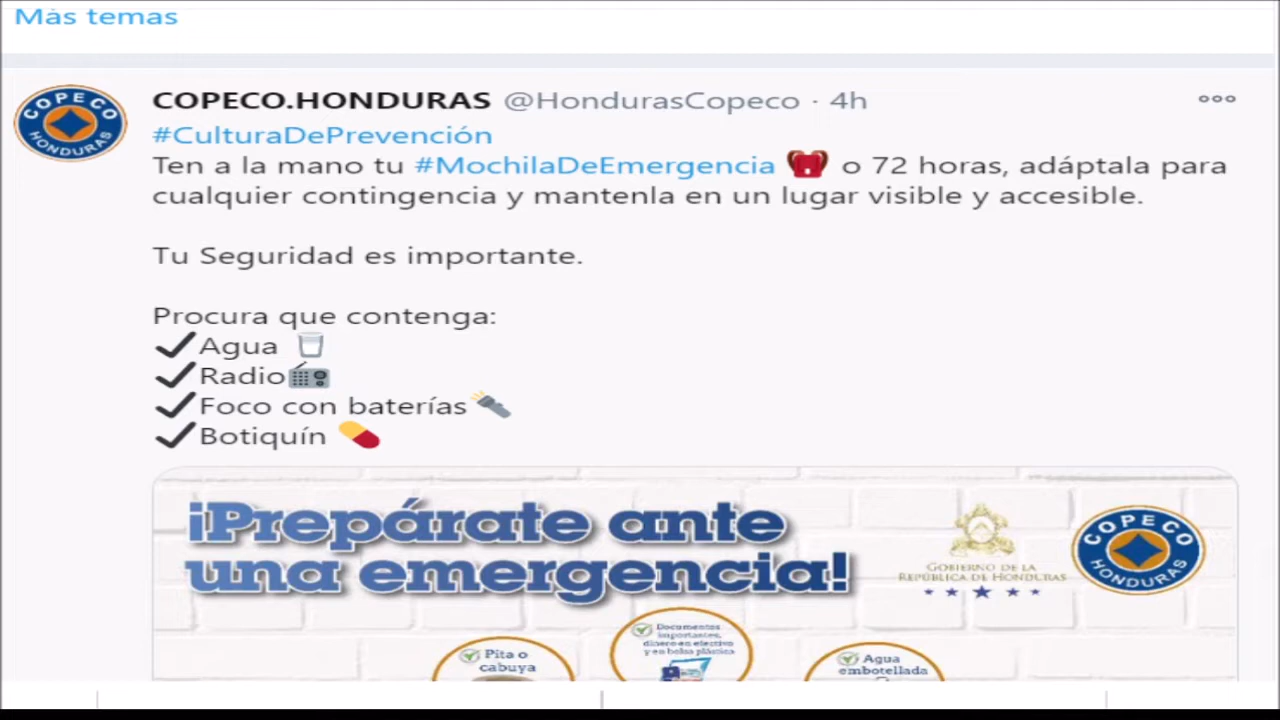 Más temas
COPECO
HONDURAS
COPECO.HONDURAS @HondurasCopeco · 4h
#CulturaDePrevención
Ten a la mano tu #MochilaDeEmergencia o 72 horas, adáptala para
cualquier contingencia y mantenla en un lugar visible y accesible.
Tu Seguridad es importante.
Procura que contenga:
Agua
Radio
Foco con baterías
Botiquín
¡Prepárate ante
una emergencia!
GOBIERNO DE LA
REPÚBLICA DE HONDURAS
COPECO
HONDURAS
Pita o
cabuya
Documentos
importantes,
dinero en efectivo
y en bolsa plástica
Agua
embotellada